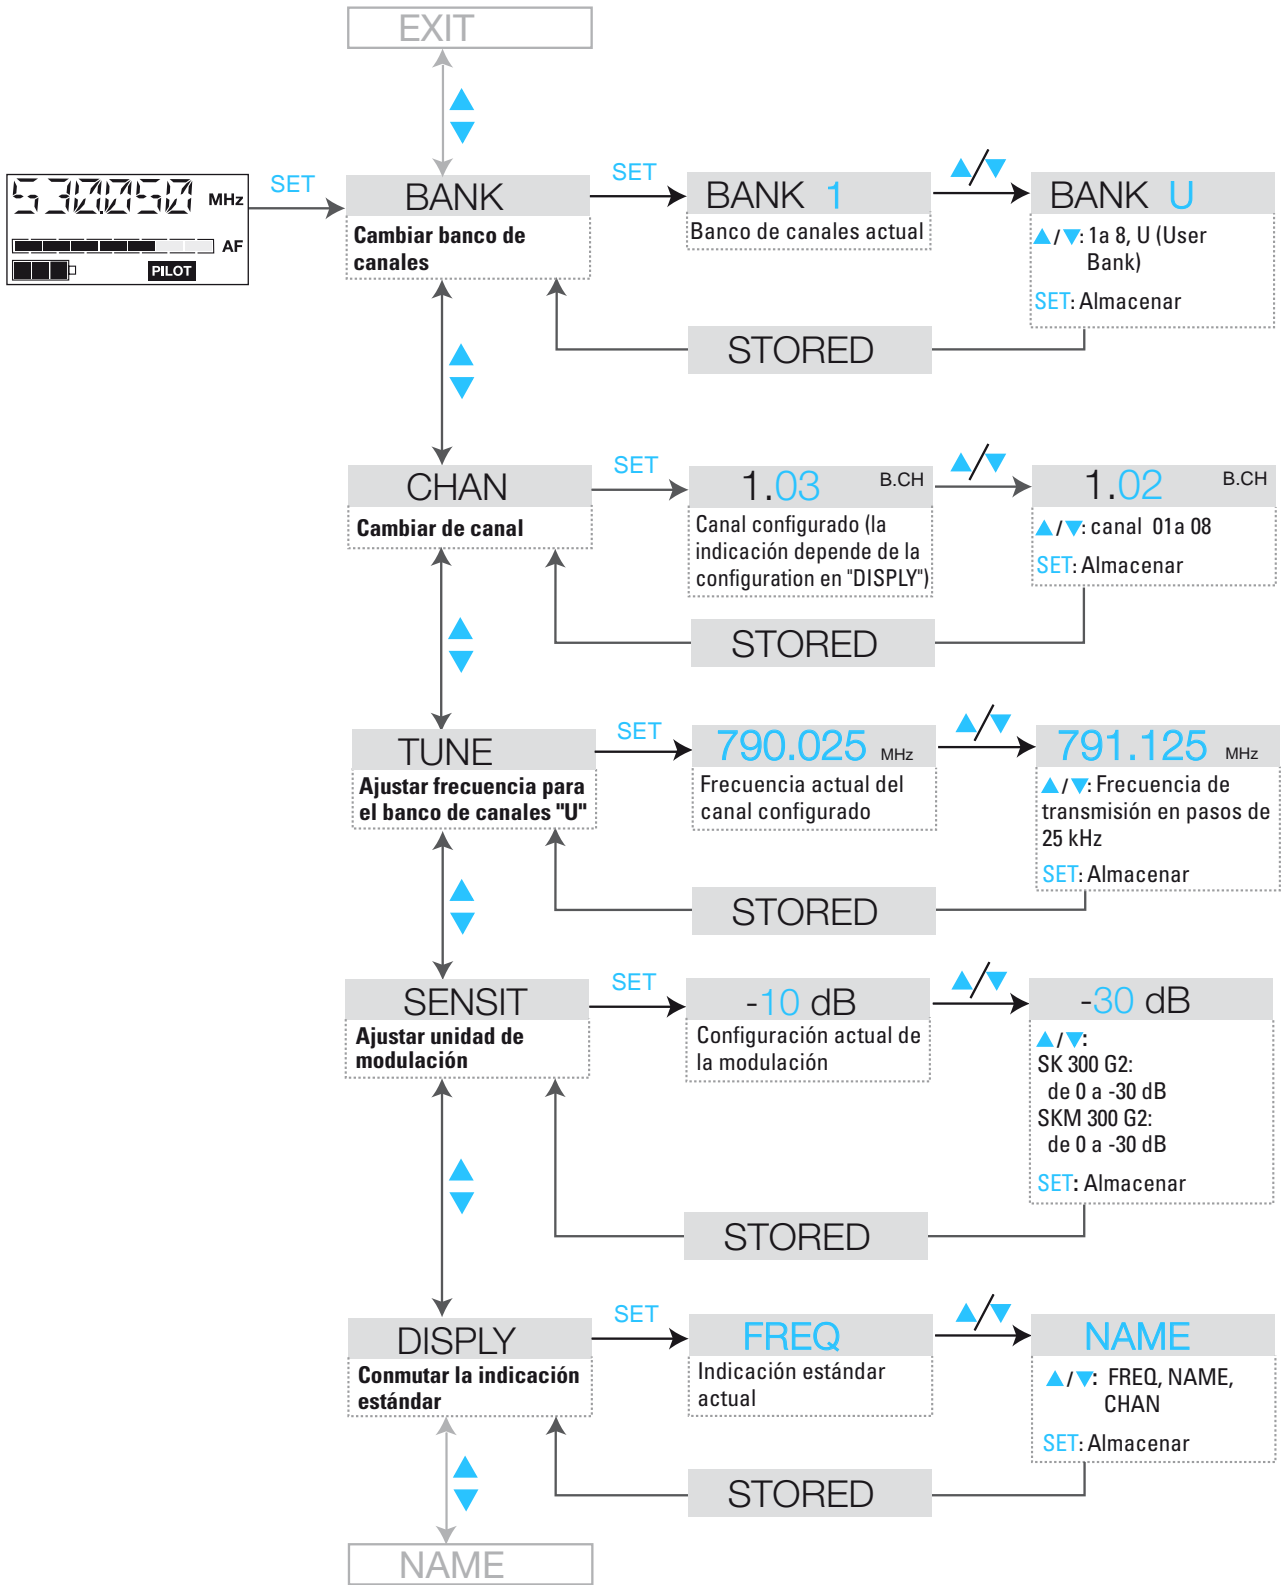 EXIT
530.050 MHz
AF
PILOT
SET
BANK
Cambiar banco de
canales
SET
BANK 1
Banco de canales actual
▲/▼
BANK U
▲/▼: 1a 8, U (User
Bank)
SET: Almacenar
STORED
CHAN
Cambiar de canal
SET
1.03 B.CH
Canal configurado (la
indicación depende de la
configuration en "DISPLY")
▲/▼
1.02 B.CH
▲/▼: canal 01a 08
SET: Almacenar
STORED
TUNE
Ajustar frecuencia para
el banco de canales "U"
SET
790.025 MHz
Frecuencia actual del
canal configurado
▲/▼
791.125 MHz
▲/▼: Frecuencia de
transmisión en pasos de
25 kHz
SET: Almacenar
STORED
SENSIT
Ajustar unidad de
modulación
SET
-10 dB
Configuración actual de
la modulación
▲/▼
-30 dB
▲/▼:
SK 300 G2:
de 0 a -30 dB
SKM 300 G2:
de 0 a -30 dB
SET: Almacenar
STORED
DISPLY
Conmutar la indicación
estándar
SET
FREQ
Indicación estándar
actual
▲/▼
NAME
▲/▼: FREQ, NAME,
CHAN
SET: Almacenar
STORED
NAME